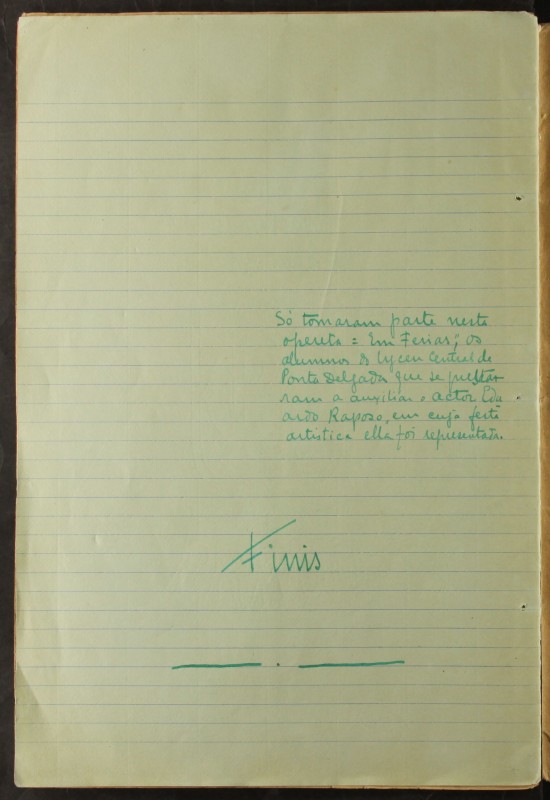 Só tomaram parte nesta
opereta = Em Ferias", os
alumnos do Lyceu Central de
Ponta Delgada que se presta-
ram a auxiliar o actor Edu
ardo Raposo, em cuja festa
artistica ella foi representada.
Finis